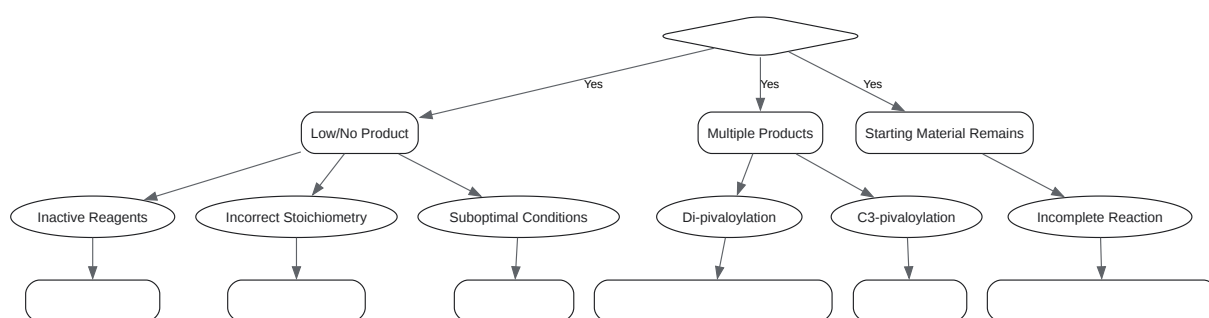 Yes
Yes
Yes
Low/No Product
Multiple Products
Starting Material Remains
Inactive Reagents
Incorrect Stoichiometry
Suboptimal Conditions
Di-pivaloylation
C3-pivaloylation
Incomplete Reaction